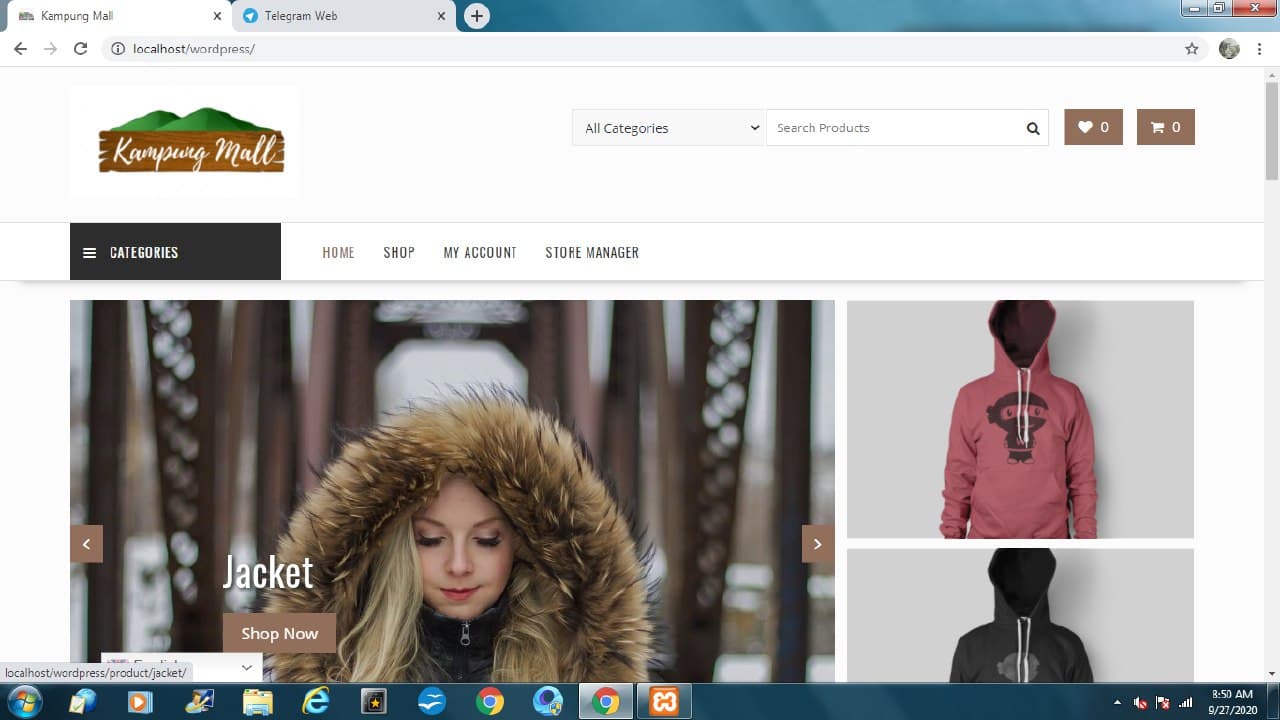 Kampung Mall
Telegram Web
localhost/wordpress/
Kampung Mall
All Categories
Search Products
0
0
CATEGORIES
HOME
SHOP
MY ACCOUNT
STORE MANAGER
Jacket
Shop Now
English
localhost/wordpress/product/jacket/
8:50 AM
9/27/2020